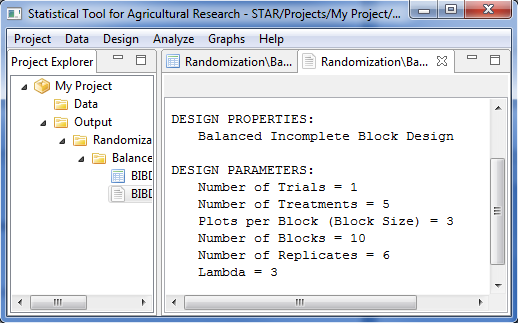 Statistical Tool for Agricultural Research - STAR/Projects/My Project/...
Project Data Design Analyze Graphs Help
Project Explorer
Randomization\Ba...
Randomization\Ba...
My Project
Data
Output
Randomiza
Balance
BIBD
BIBD
DESIGN PROPERTIES:
Balanced Incomplete Block Design
DESIGN PARAMETERS:
Number of Trials = 1
Number of Treatments = 5
Plots per Block (Block Size) = 3
Number of Blocks = 10
Number of Replicates = 6
Lambda = 3